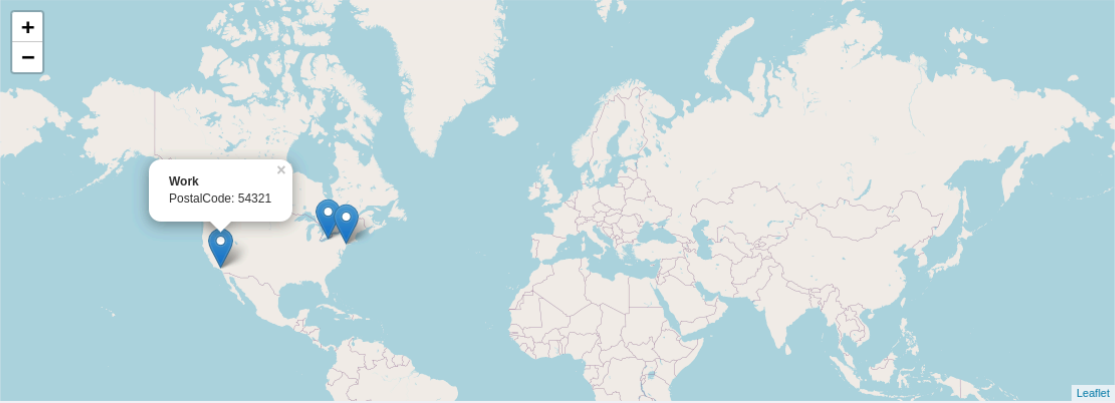 +
−
×
Work
PostalCode: 54321
Leaflet